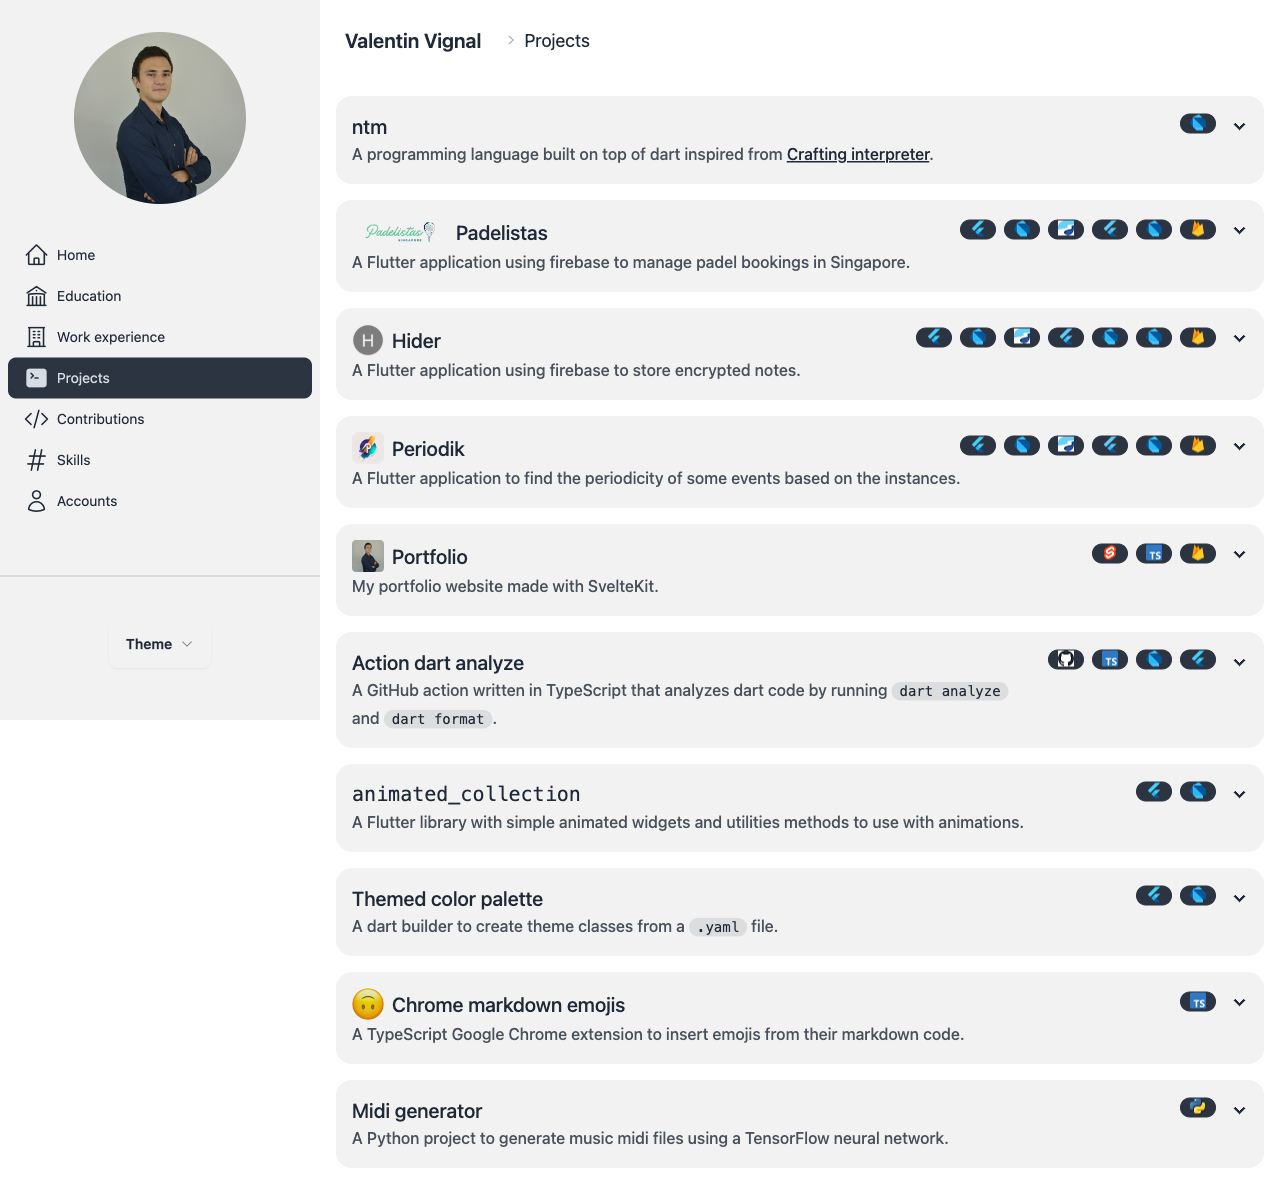 Valentin Vignal
Projects
Home
Education
Work experience
Projects
Contributions
Skills
Accounts
Theme
ntm
A programming language built on top of dart inspired from Crafting interpreter.
Padelistas
SINGAPORE
Padelistas
A Flutter application using firebase to manage padel bookings in Singapore.
H
Hider
A Flutter application using firebase to store encrypted notes.
Periodik
A Flutter application to find the periodicity of some events based on the instances.
Portfolio
TS
My portfolio website made with SvelteKit.
Action dart analyze
TS
A GitHub action written in TypeScript that analyzes dart code by running dart analyze
and dart format.
animated_collection
A Flutter library with simple animated widgets and utilities methods to use with animations.
Themed color palette
A dart builder to create theme classes from a .yaml file.
Chrome markdown emojis
TS
A TypeScript Google Chrome extension to insert emojis from their markdown code.
Midi generator
A Python project to generate music midi files using a TensorFlow neural network.